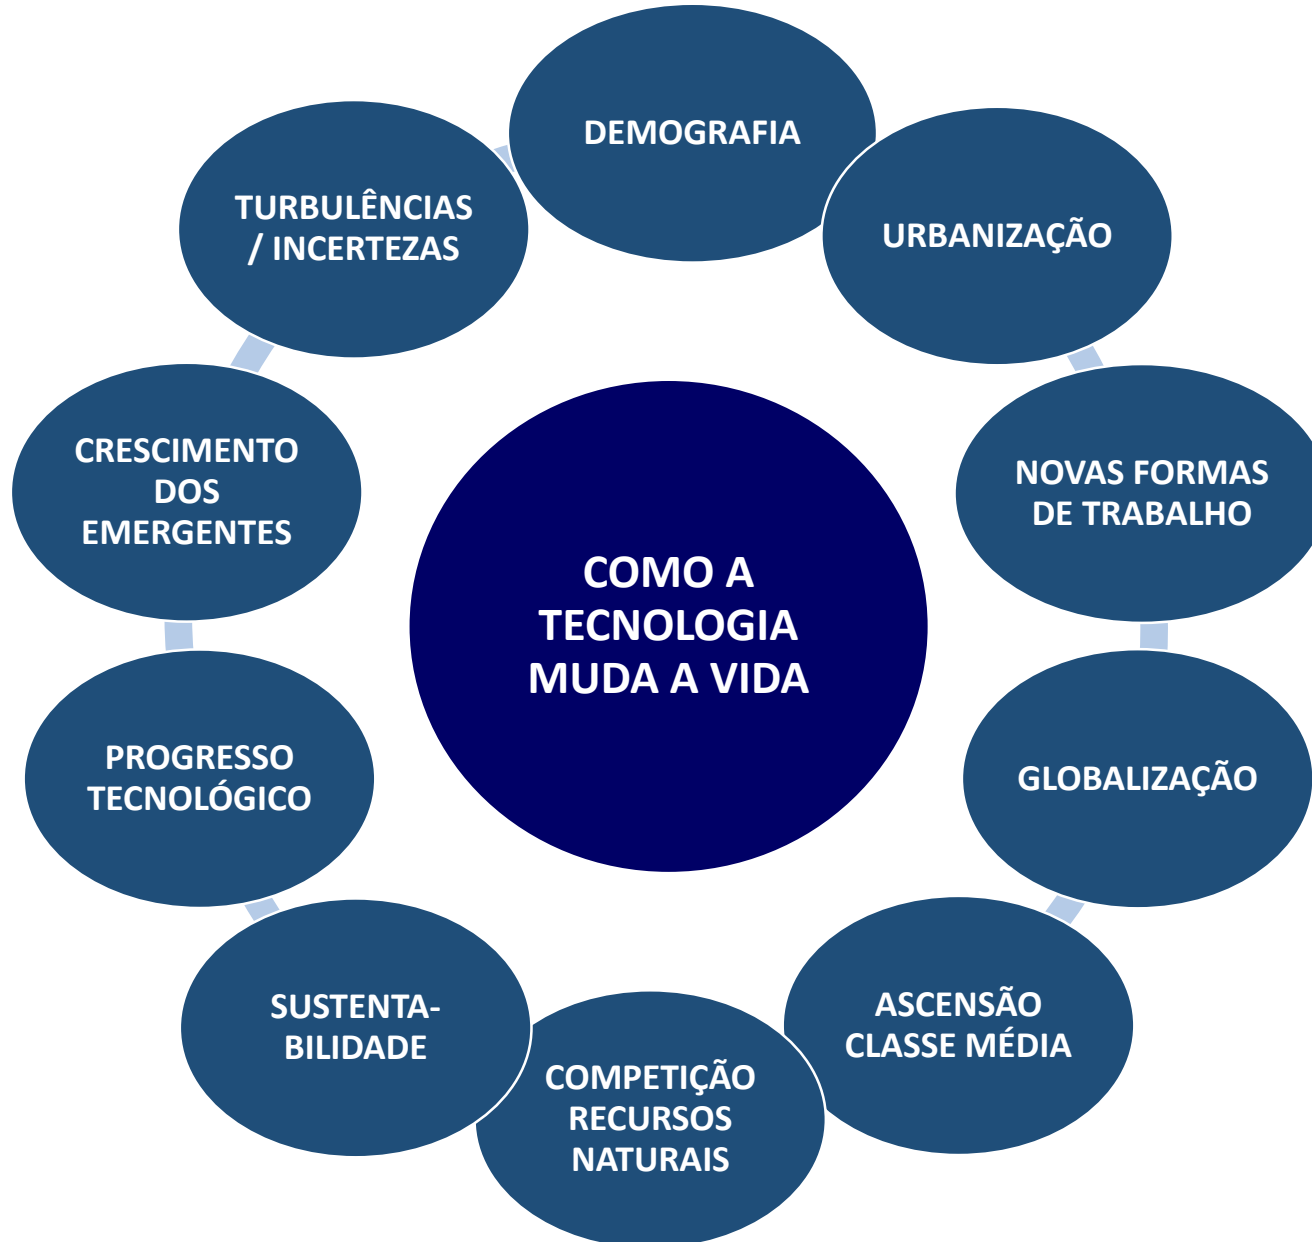 DEMOGRAFIA
URBANIZAÇÃO
NOVAS FORMAS
DE TRABALHO
GLOBALIZAÇÃO
ASCENSÃO
CLASSE MÉDIA
COMPETIÇÃO
RECURSOS
NATURAIS
SUSTENTA-
BILIDADE
PROGRESSO
TECNOLÓGICO
CRESCIMENTO
DOS
EMERGENTES
TURBULÊNCIAS
/ INCERTEZAS
COMO A
TECNOLOGIA
MUDA A VIDA